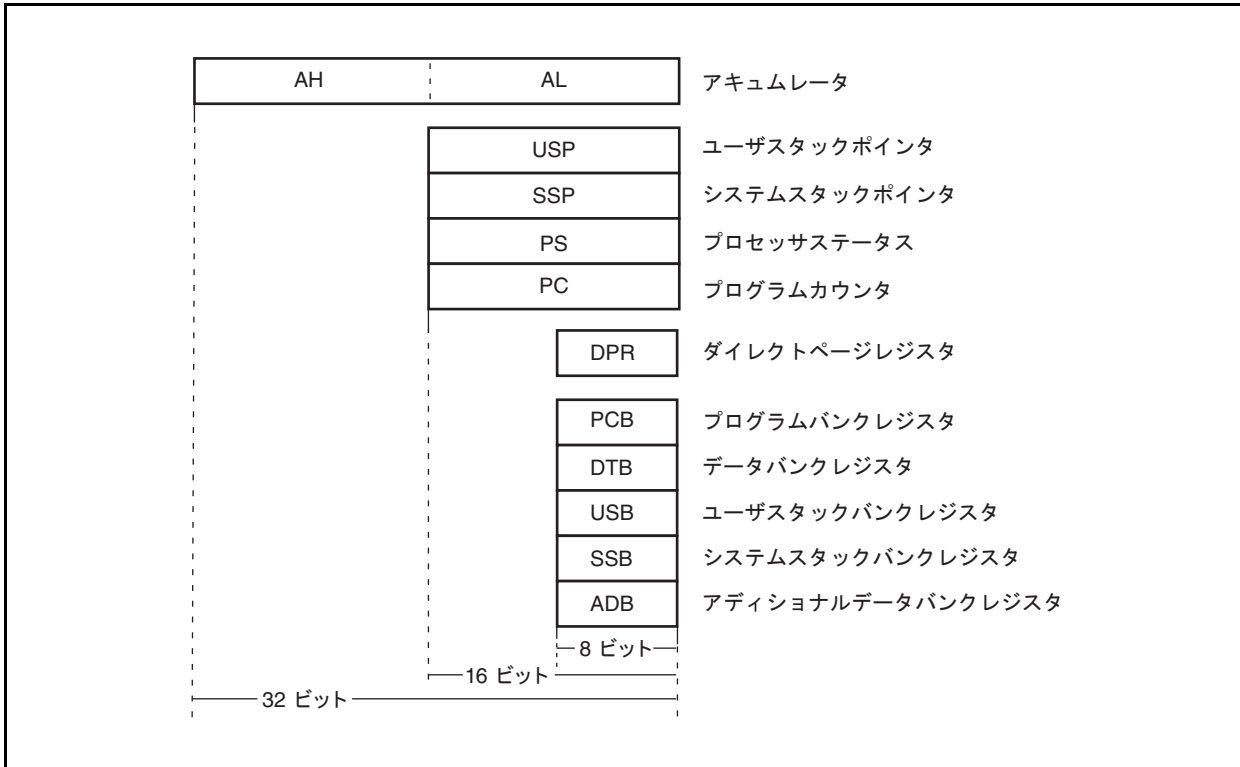 AH AL アキュムレータ
USP ユーザスタックポインタ
SSP システムスタックポインタ
PS プロセッサステータス
PC プログラムカウンタ
DPR ダイレクトページレジスタ
PCB プログラムバンクレジスタ
DTB データバンクレジスタ
USB ユーザスタックバンクレジスタ
SSB システムスタックバンクレジスタ
ADB アディショナルデータバンクレジスタ
8 ビット
16 ビット
32 ビット